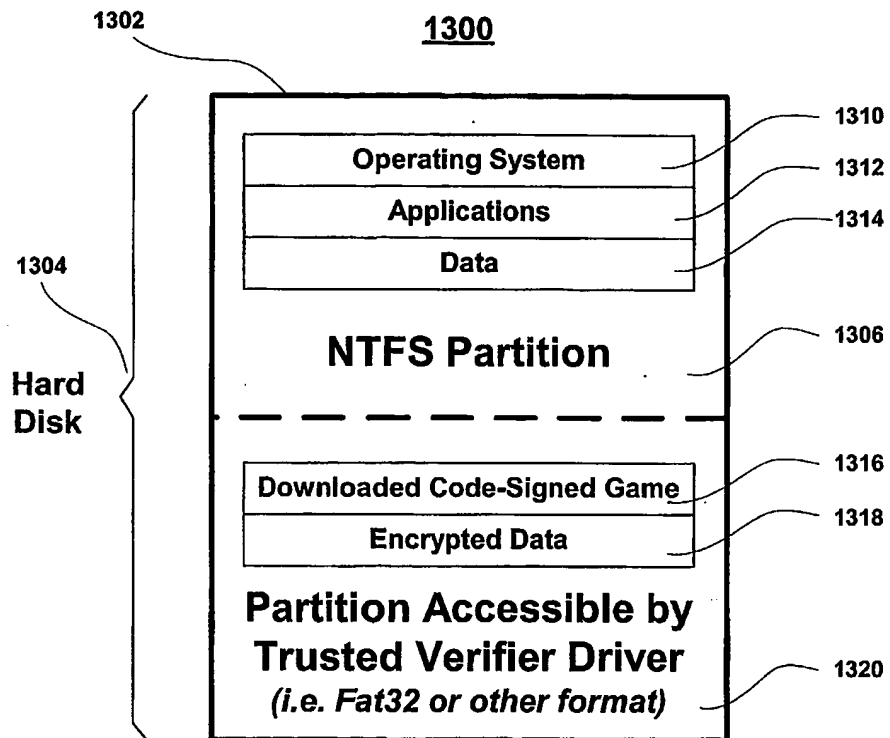 1302
1300
1310
Operating System
1312
Applications
1314
Data
1304
NTFS Partition
1306
Hard
Disk
1316
Downloaded Code-Signed Game
1318
Encrypted Data
Partition Accessible by
Trusted Verifier Driver
(i.e. Fat32 or other format)
1320